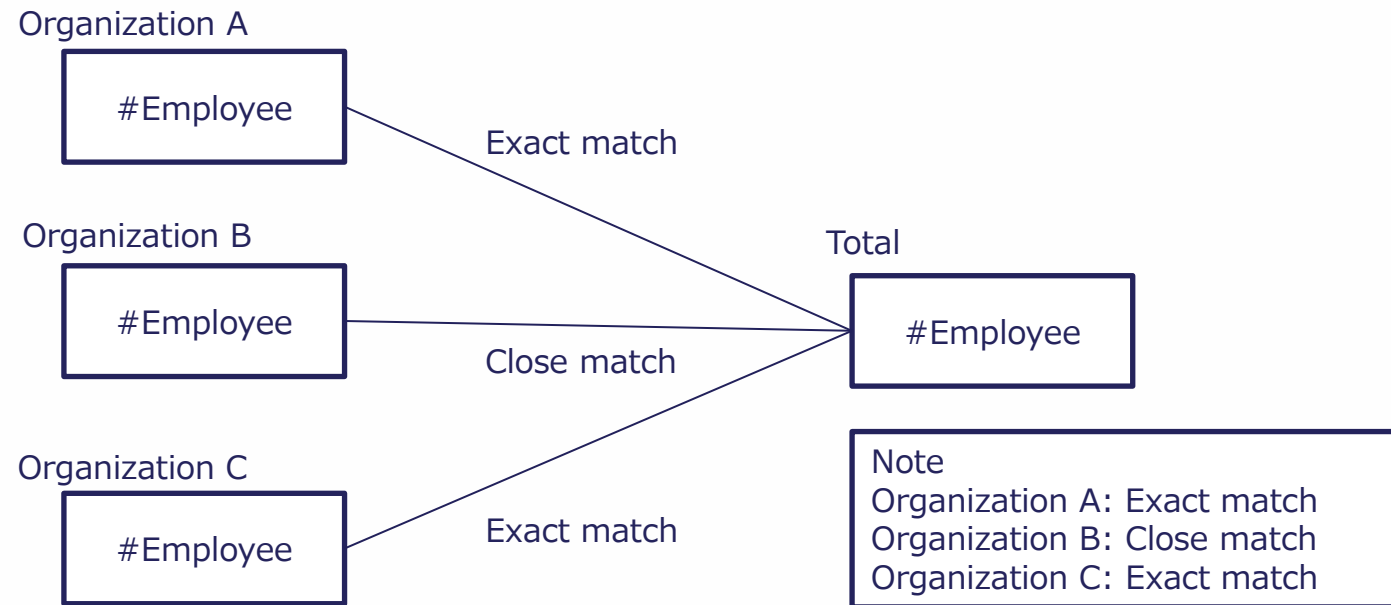 Organization A
#Employee
Exact match
Organization B
#Employee
Close match
Total
#Employee
Organization C
#Employee
Exact match
Note
Organization A: Exact match
Organization B: Close match
Organization C: Exact match